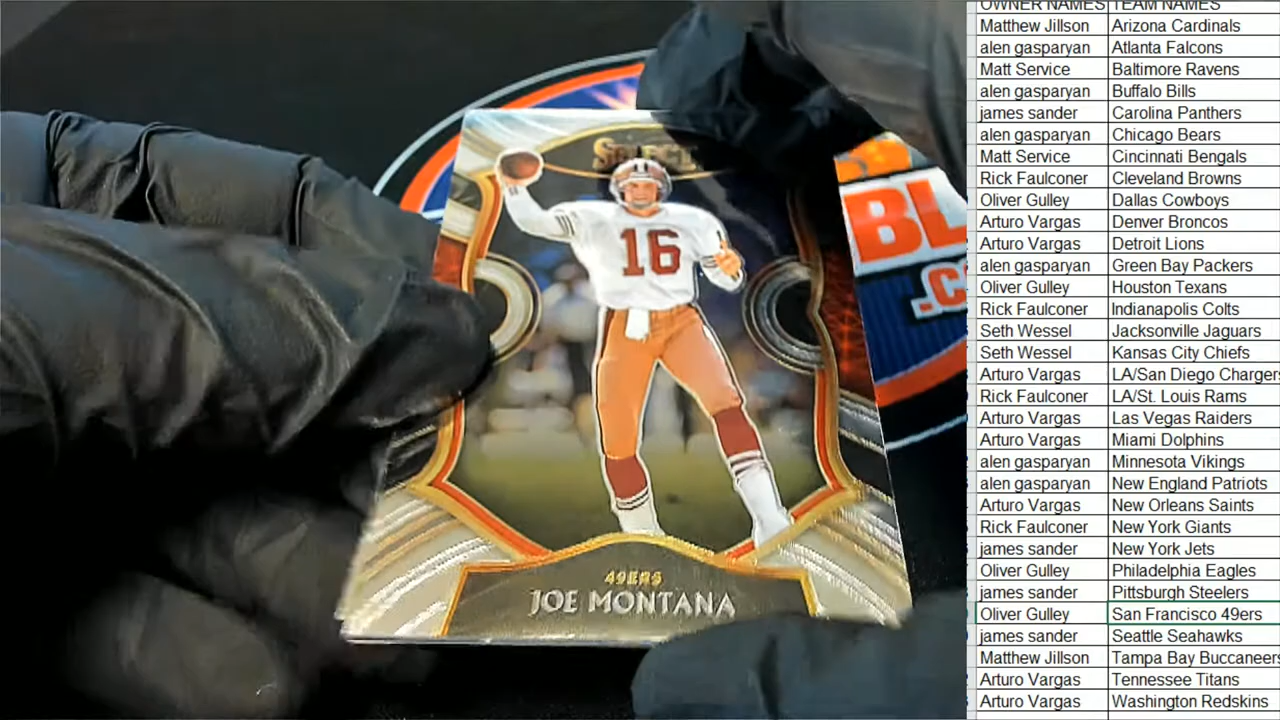 SELECT
16
49ERS
JOE MONTANA
BL
.C
OWNER NAMES TEAM NAMES
Matthew Jillson Arizona Cardinals
alen gasparyan Atlanta Falcons
Matt Service Baltimore Ravens
alen gasparyan Buffalo Bills
james sander Carolina Panthers
alen gasparyan Chicago Bears
Matt Service Cincinnati Bengals
Rick Faulconer Cleveland Browns
Oliver Gulley Dallas Cowboys
Arturo Vargas Denver Broncos
Arturo Vargas Detroit Lions
alen gasparyan Green Bay Packers
Oliver Gulley Houston Texans
Rick Faulconer Indianapolis Colts
Seth Wessel Jacksonville Jaguars
Seth Wessel Kansas City Chiefs
Arturo Vargas LA/San Diego Chargers
Rick Faulconer LA/St. Louis Rams
Arturo Vargas Las Vegas Raiders
Arturo Vargas Miami Dolphins
alen gasparyan Minnesota Vikings
alen gasparyan New England Patriots
Arturo Vargas New Orleans Saints
Rick Faulconer New York Giants
james sander New York Jets
Oliver Gulley Philadelphia Eagles
james sander Pittsburgh Steelers
Oliver Gulley San Francisco 49ers
james sander Seattle Seahawks
Matthew Jillson Tampa Bay Buccaneers
Arturo Vargas Tennessee Titans
Arturo Vargas Washington Redskins